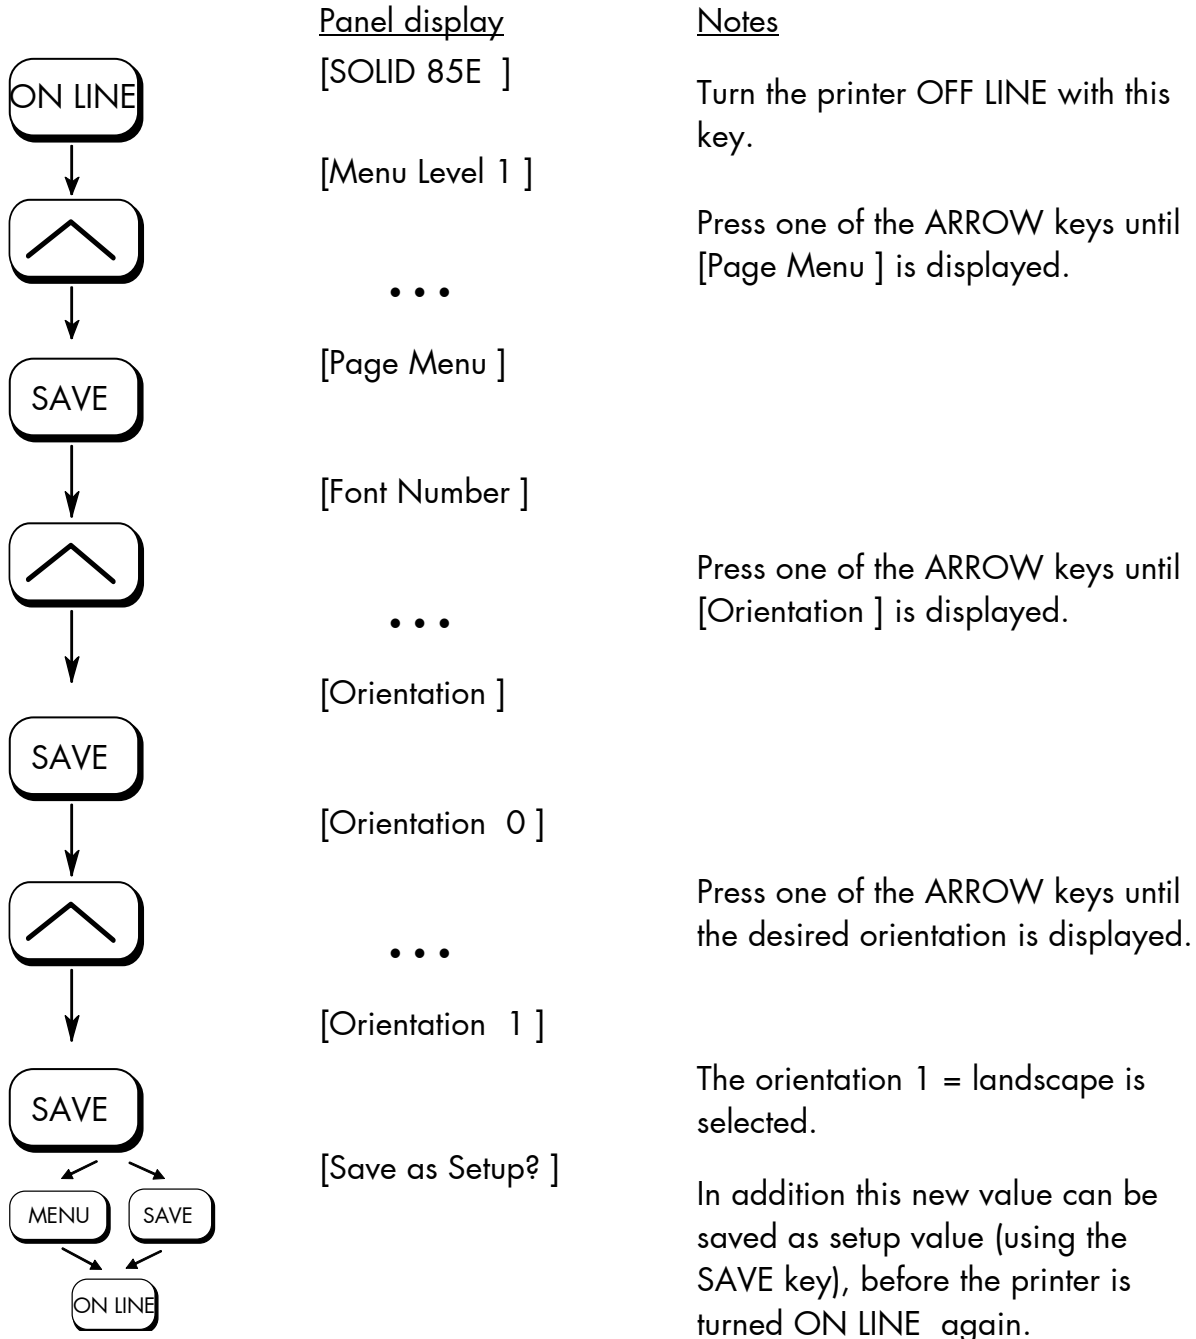 Panel display
Notes
ON LINE
[SOLID 85E  ]
Turn the printer OFF LINE with this
key.
[Menu Level 1 ]
Press one of the ARROW keys until
[Page Menu ] is displayed.
• • •
[Page Menu ]
SAVE
[Font Number ]
Press one of the ARROW keys until
[Orientation ] is displayed.
• • •
[Orientation ]
SAVE
[Orientation  0 ]
Press one of the ARROW keys until
the desired orientation is displayed.
• • •
[Orientation  1 ]
SAVE
The orientation 1 = landscape is
selected.
[Save as Setup? ]
MENU
SAVE
ON LINE
In addition this new value can be
saved as setup value (using the
SAVE key), before the printer is
turned ON LINE  again.